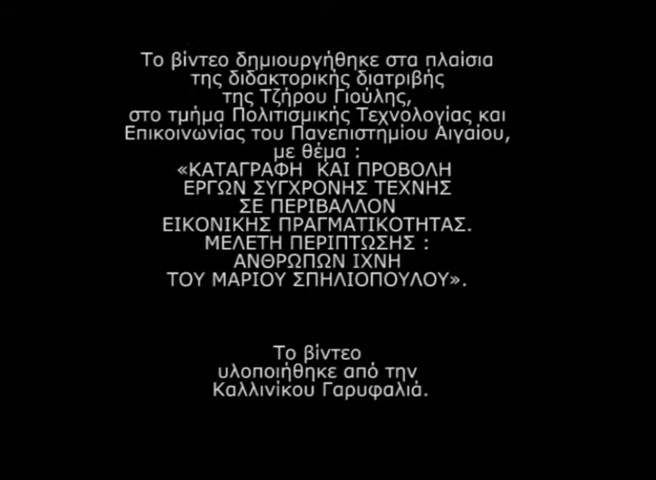 Το βίντεο δημιουργήθηκε στα πλαίσια
της διδακτορικής διατριβής
της Τζήρου Γιούλης,
στο τμήμα Πολιτισμικής Τεχνολογίας και
Επικοινωνίας του Πανεπιστημίου Αιγαίου,
με θέμα :
«ΚΑΤΑΓΡΑΦΗ ΚΑΙ ΠΡΟΒΟΛΗ
ΕΡΓΩΝ ΣΥΓΧΡΟΝΗΣ ΤΕΧΝΗΣ
ΣΕ ΠΕΡΙΒΑΛΛΟΝ
ΕΙΚΟΝΙΚΗΣ ΠΡΑΓΜΑΤΙΚΟΤΗΤΑΣ.
ΜΕΛΕΤΗ ΠΕΡΙΠΤΩΣΗΣ :
ΑΝΘΡΩΠΩΝ ΙΧΝΗ
ΤΟΥ ΜΑΡΙΟΥ ΣΠΗΛΙΟΠΟΥΛΟΥ».
Το βίντεο
υλοποιήθηκε από την
Καλλινίκου Γαρυφαλιά.